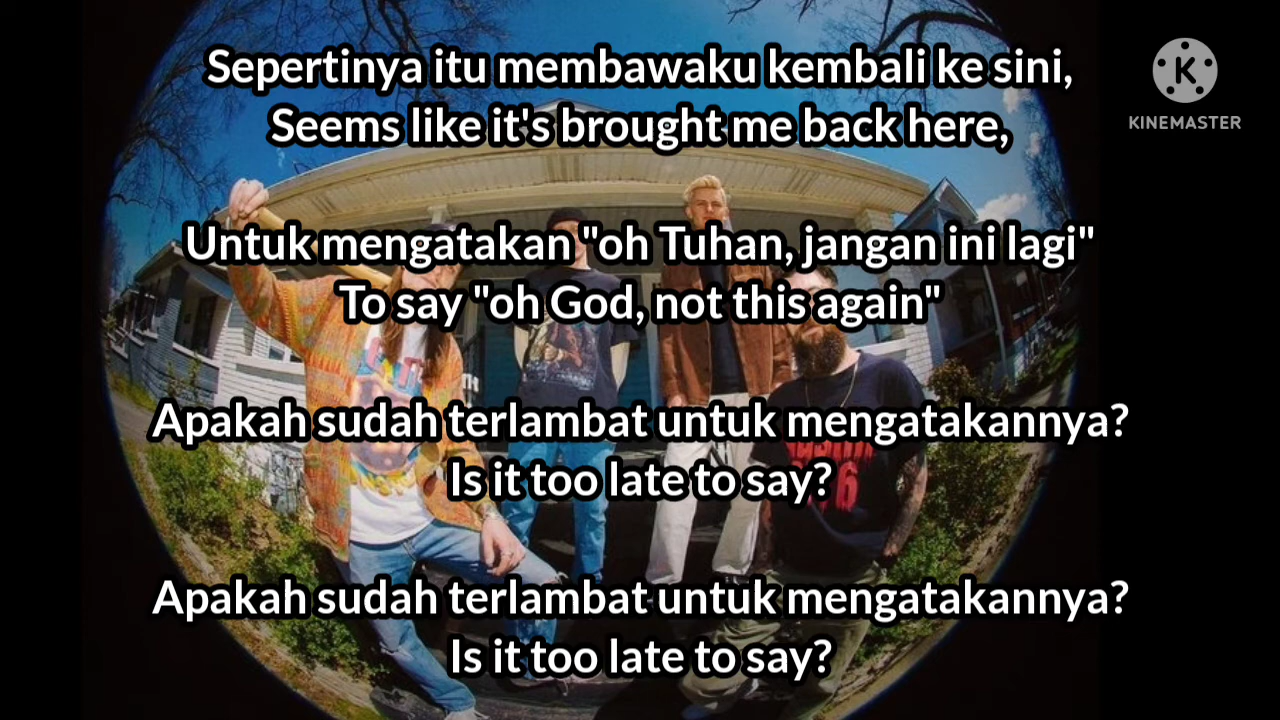 Sepertinya itu membawaku kembali ke sini,
Seems like it's brought me back here,
Untuk mengatakan "oh Tuhan, jangan ini lagi"
To say "oh God, not this again"
Apakah sudah terlambat untuk mengatakannya?
Is it too late to say?
Apakah sudah terlambat untuk mengatakannya?
Is it too late to say?
K
KINEMASTER